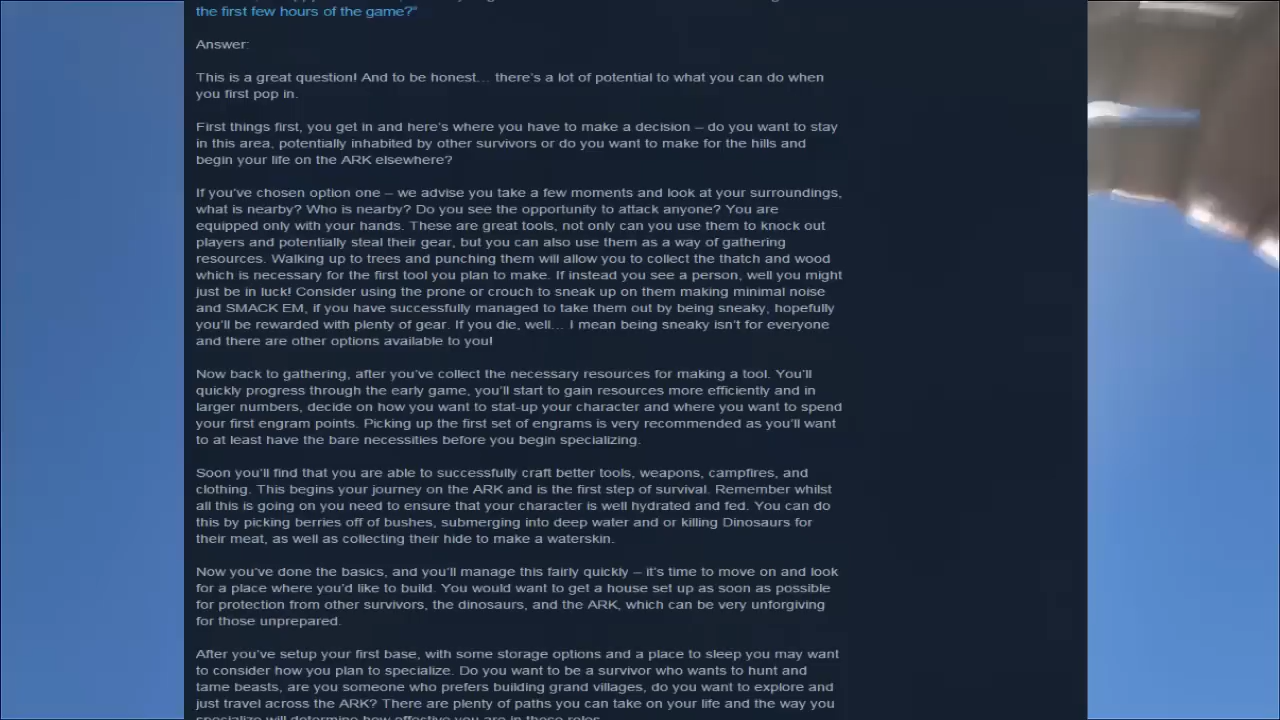 the first few hours of the game?"
Answer:
This is a great question! And to be honest... there's a lot of potential to what you can do when
you first pop in.
First things first, you get in and here's where you have to make a decision – do you want to stay
in this area, potentially inhabited by other survivors or do you want to make for the hills and
begin your life on the ARK elsewhere?
If you've chosen option one – we advise you take a few moments and look at your surroundings,
what is nearby? Who is nearby? Do you see the opportunity to attack anyone? You are
equipped only with your hands. These are great tools, not only can you use them to knock out
players and potentially steal their gear, but you can also use them as a way of gathering
resources. Walking up to trees and punching them will allow you to collect the thatch and wood
which is necessary for the first tool you plan to make. If instead you see a person, well you might
just be in luck! Consider using the prone or crouch to sneak up on them making minimal noise
and SMACK EM, if you have successfully managed to take them out by being sneaky, hopefully
you'll be rewarded with plenty of gear. If you die, well... I mean being sneaky isn't for everyone
and there are other options available to you!
Now back to gathering, after you've collect the necessary resources for making a tool. You'll
quickly progress through the early game, you'll start to gain resources more efficiently and in
larger numbers, decide on how you want to stat-up your character and where you want to spend
your first engram points. Picking up the first set of engrams is very recommended as you'll want
to at least have the bare necessities before you begin specializing.
Soon you'll find that you are able to successfully craft better tools, weapons, campfires, and
clothing. This begins your journey on the ARK and is the first step of survival. Remember whilst
all this is going on you need to ensure that your character is well hydrated and fed. You can do
this by picking berries off of bushes, submerging into deep water and or killing Dinosaurs for
their meat, as well as collecting their hide to make a waterskin.
Now you've done the basics, and you'll manage this fairly quickly – it's time to move on and look
for a place where you'd like to build. You would want to get a house set up as soon as possible
for protection from other survivors, the dinosaurs, and the ARK, which can be very unforgiving
for those unprepared.
After you've setup your first base, with some storage options and a place to sleep you may want
to consider how you plan to specialize. Do you want to be a survivor who wants to hunt and
tame beasts, are you someone who prefers building grand villages, do you want to explore and
just travel across the ARK? There are plenty of paths you can take on your life and the way you
specialize will determine how effective you are in those roles.